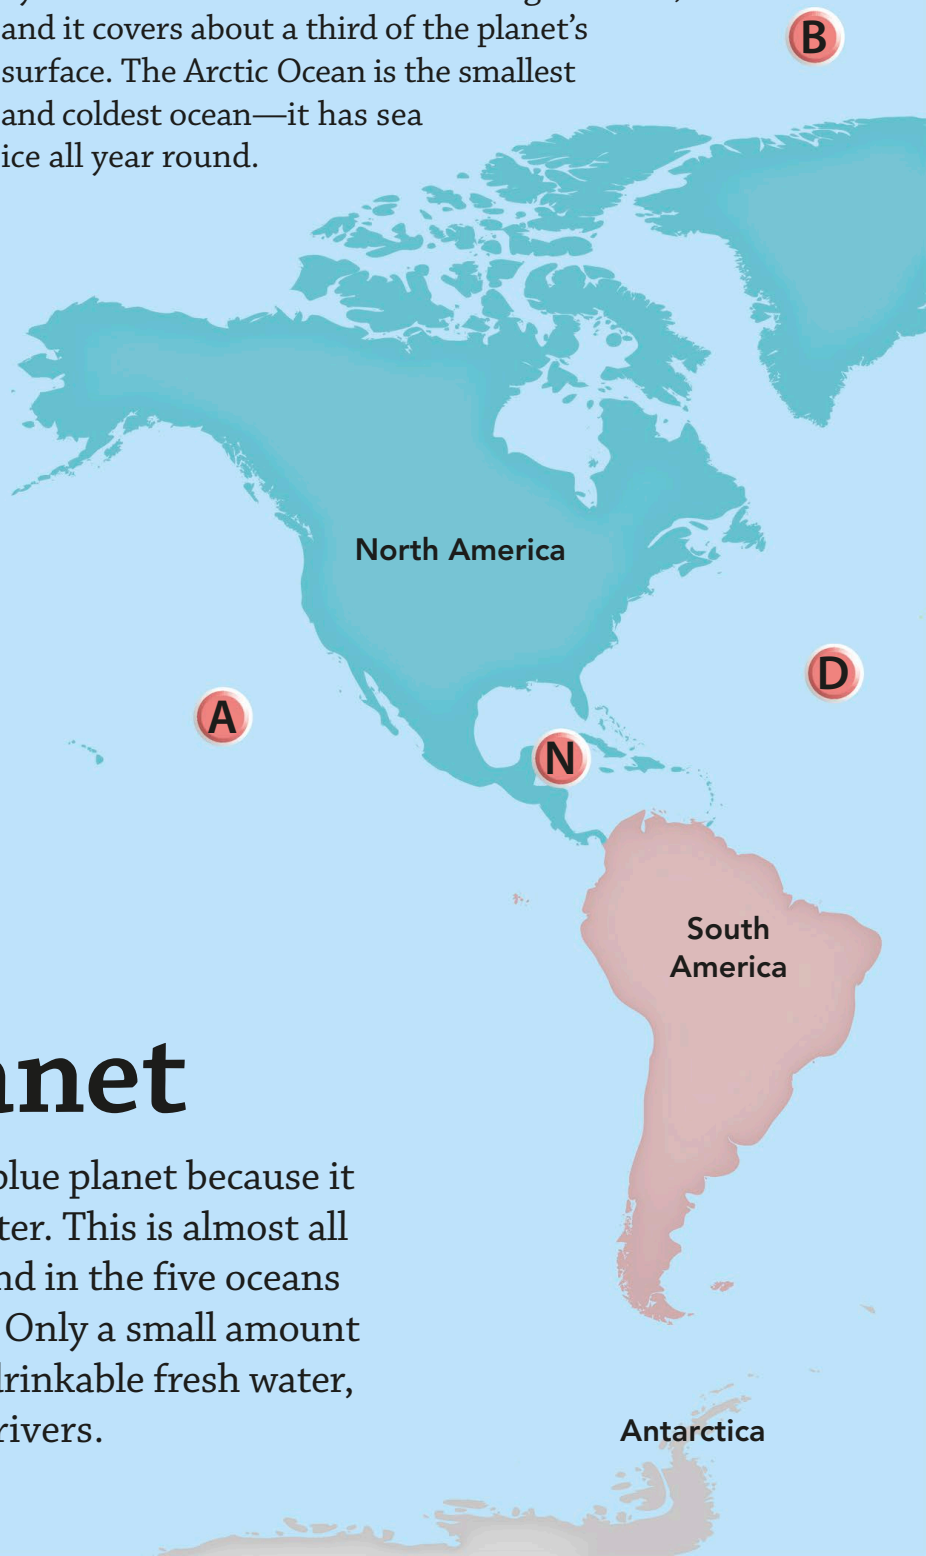 and it covers about a third of the planet's
surface. The Arctic Ocean is the smallest
and coldest ocean—it has sea
ice all year round.
B
North America
D
A
N
South
America
anet
blue planet because it
ter. This is almost all
nd in the five oceans
Only a small amount
drinkable fresh water,
rivers.
Antarctica